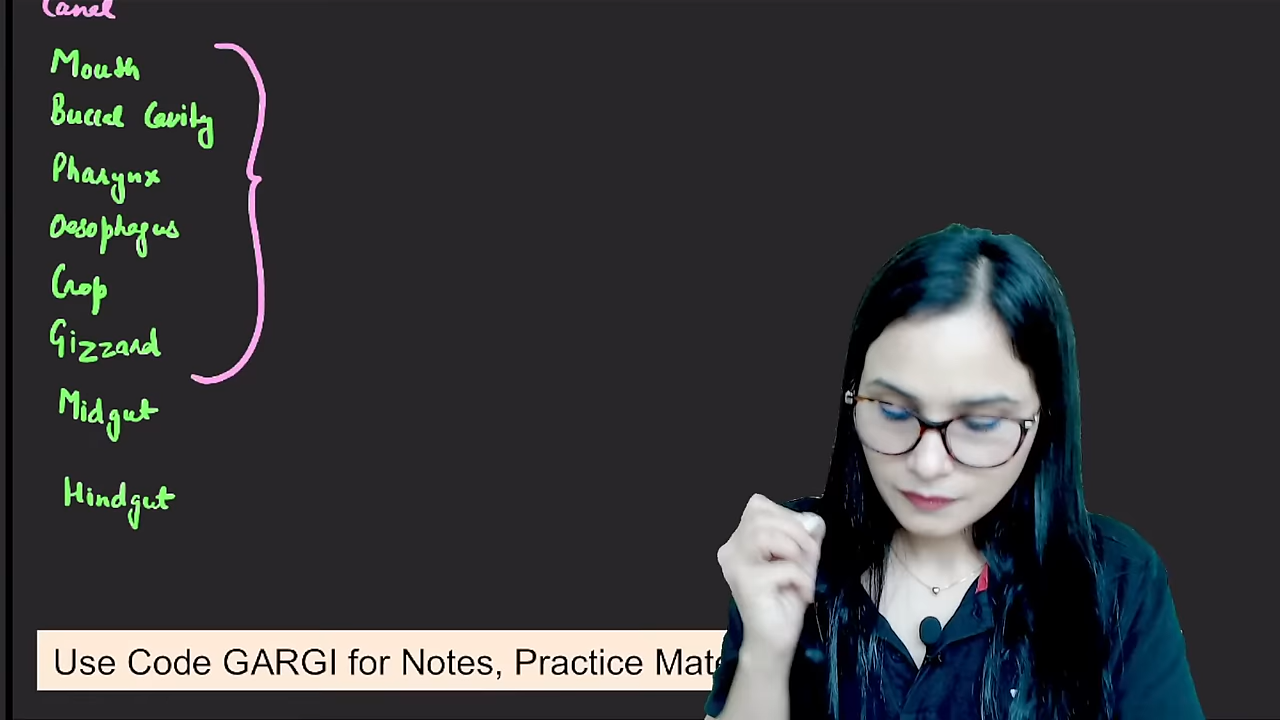 Canal
Mouth
Buccal Cavity
Pharynx
Oesophagus
Crop
Gizzard
Midgut
Hindgut
Use Code GARGI for Notes, Practice Mate